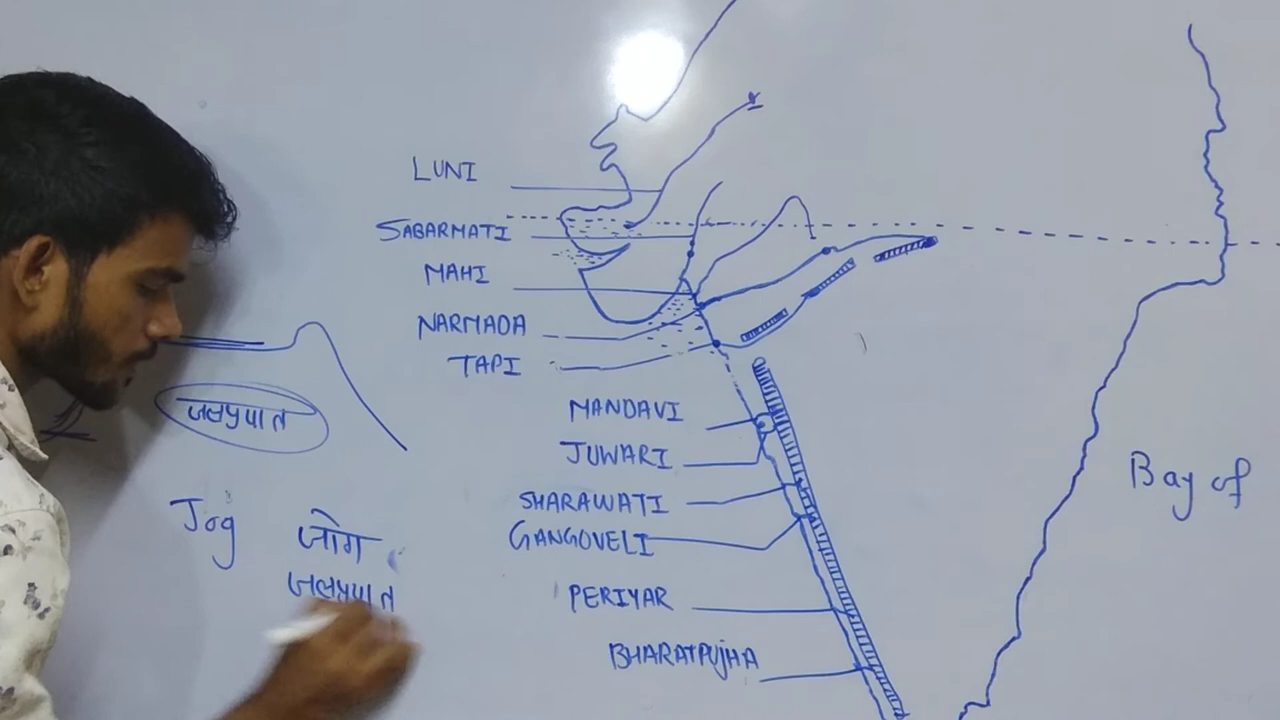 LUNI
SABARMATI
MAHI
NARMADA
TAPI
MANDAVI
JUWARI
SHARAWATI
GANGOVELI
PERIYAR
BHARATPUJHA
जलप्रपात
Jog
जोग
जलप्रपात
Bay of